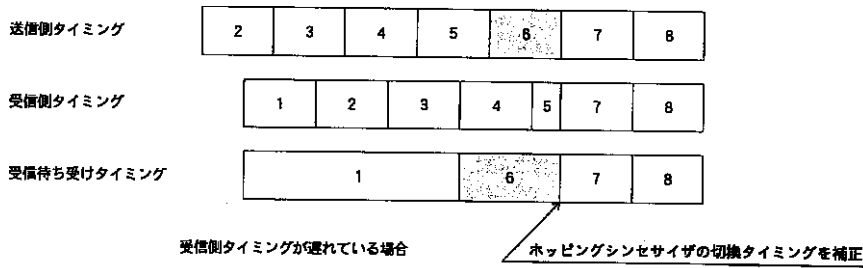 送信側タイミング 2 3 4 5 6 7 8
受信側タイミング 1 2 3 4 5 7 8
受信待ち受けタイミング 1 6 7 8
受信側タイミングが遅れている場合
ホッピングシンセサイザの切換タイミングを補正